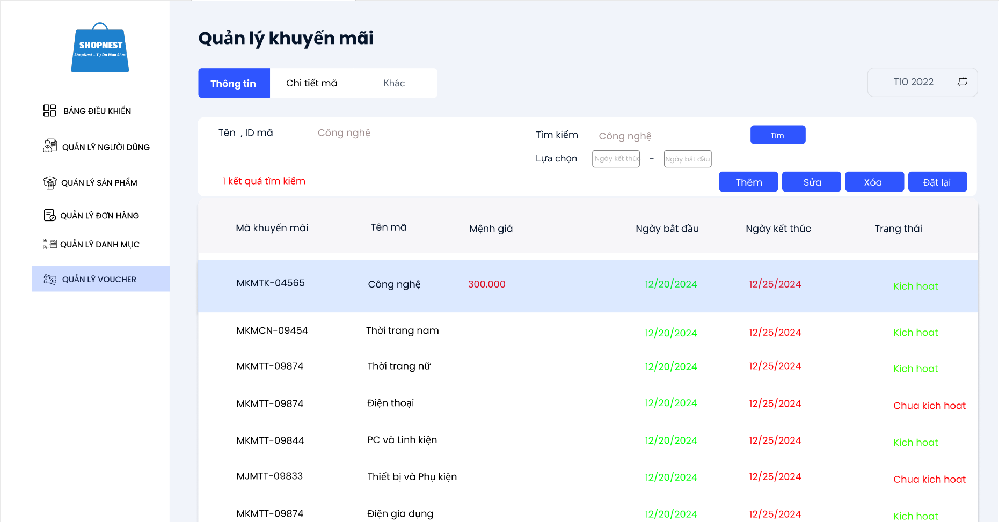 SHOPNEST
ShopNest – Tự Do Mua Sắm!
BẢNG ĐIỀU KHIỂN
QUẢN LÝ NGƯỜI DÙNG
QUẢN LÝ SẢN PHẨM
QUẢN LÝ ĐƠN HÀNG
QUẢN LÝ DANH MỤC
QUẢN LÝ VOUCHER
Quản lý khuyến mãi
Thông tin Chi tiết mã Khác
T10 2022
Tên , ID mã Công nghệ
Tìm kiếm Công nghệ Tìm
Lựa chọn Ngày kết thúc - Ngày bắt đầu
1 kết quả tìm kiếm
Thêm Sửa Xóa Đặt lại
Mã khuyến mãi Tên mã Mệnh giá Ngày bắt đầu Ngày kết thúc Trạng thái
MKMTK-04565 Công nghệ 300.000 12/20/2024 12/25/2024 Kich hoat
MKMCN-09454 Thời trang nam 12/20/2024 12/25/2024 Kich hoat
MKMTT-09874 Thời trang nữ 12/20/2024 12/25/2024 Kich hoat
MKMTT-09874 Điện thoại 12/20/2024 12/25/2024 Chua kich hoat
MKMTT-09844 PC và Linh kiện 12/20/2024 12/25/2024 Kich hoat
MJMTT-09833 Thiết bị và Phụ kiện 12/20/2024 12/25/2024 Chua kich hoat
MKMTT-09874 Điện gia dụng 12/20/2024 12/25/2024 Kich hoat